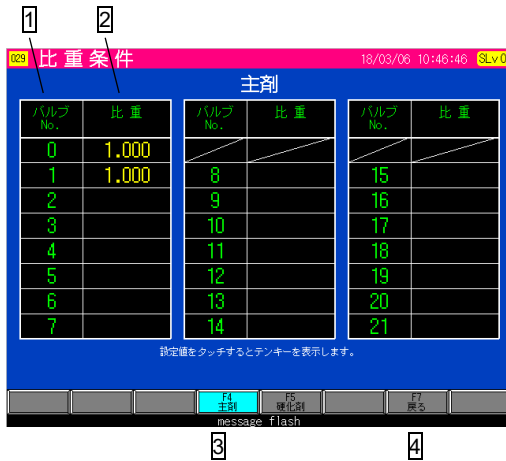 1 2
029 比重条件 18/03/06 10:46:46 SLv0
主剤
バルブ No. 比 重 バルブ No. 比 重 バルブ No. 比 重
0 1.000
1 1.000 8 15
2 9 16
3 10 17
4 11 18
5 12 19
6 13 20
7 14 21
設定値をタッチするとテンキーを表示します。
F4 主剤 F5 硬化剤 F7 戻る
message flash
3 4